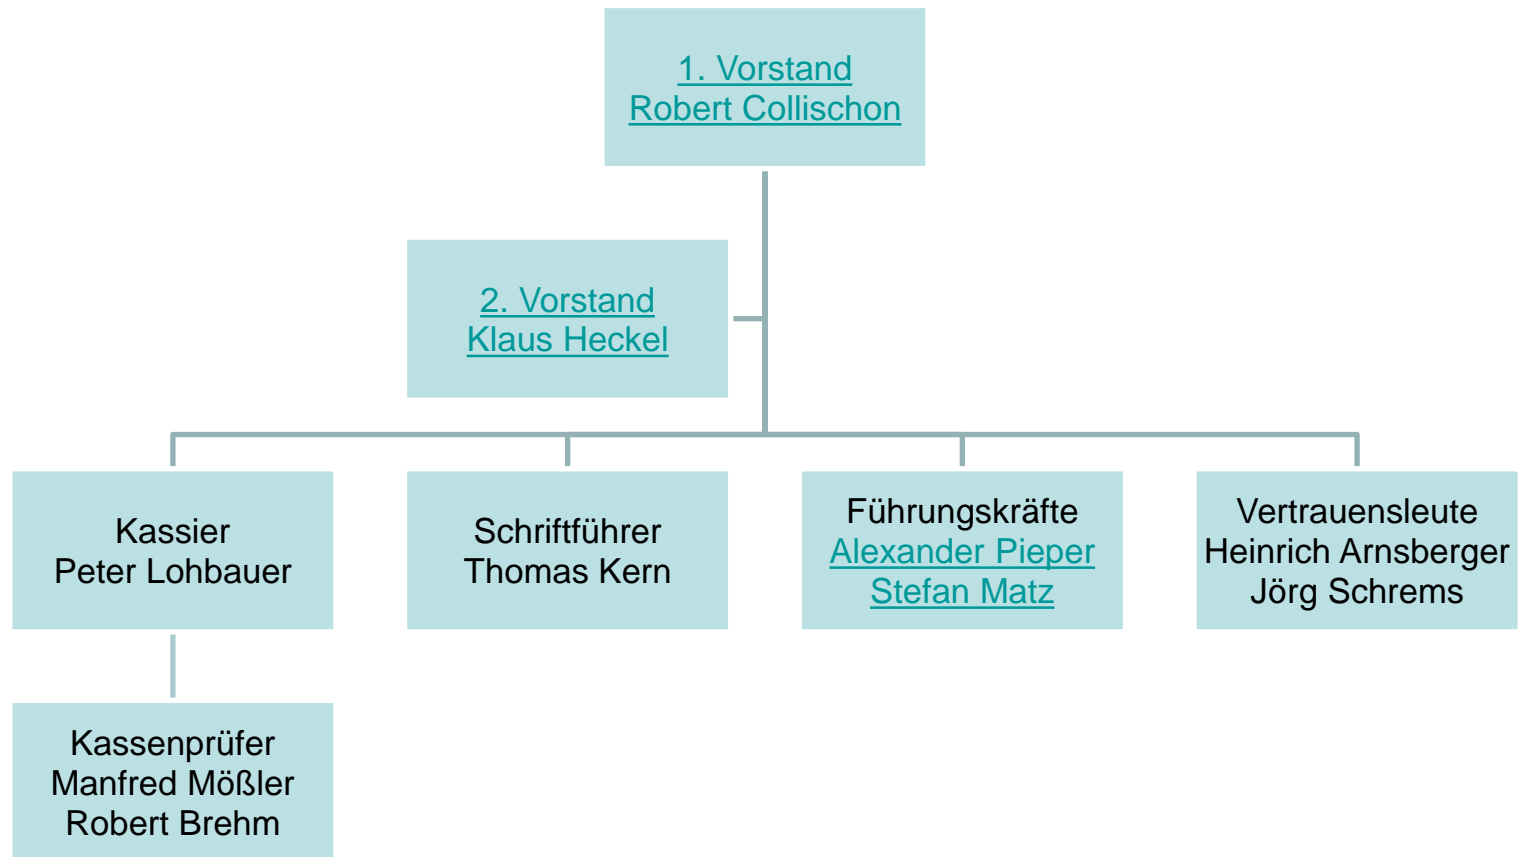 1. Vorstand
Robert Collischon
2. Vorstand
Klaus Heckel
Kassier
Peter Lohbauer
Schriftführer
Thomas Kern
Führungskräfte
Alexander Pieper
Stefan Matz
Vertrauensleute
Heinrich Arnsberger
Jörg Schrems
Kassenprüfer
Manfred Mößler
Robert Brehm